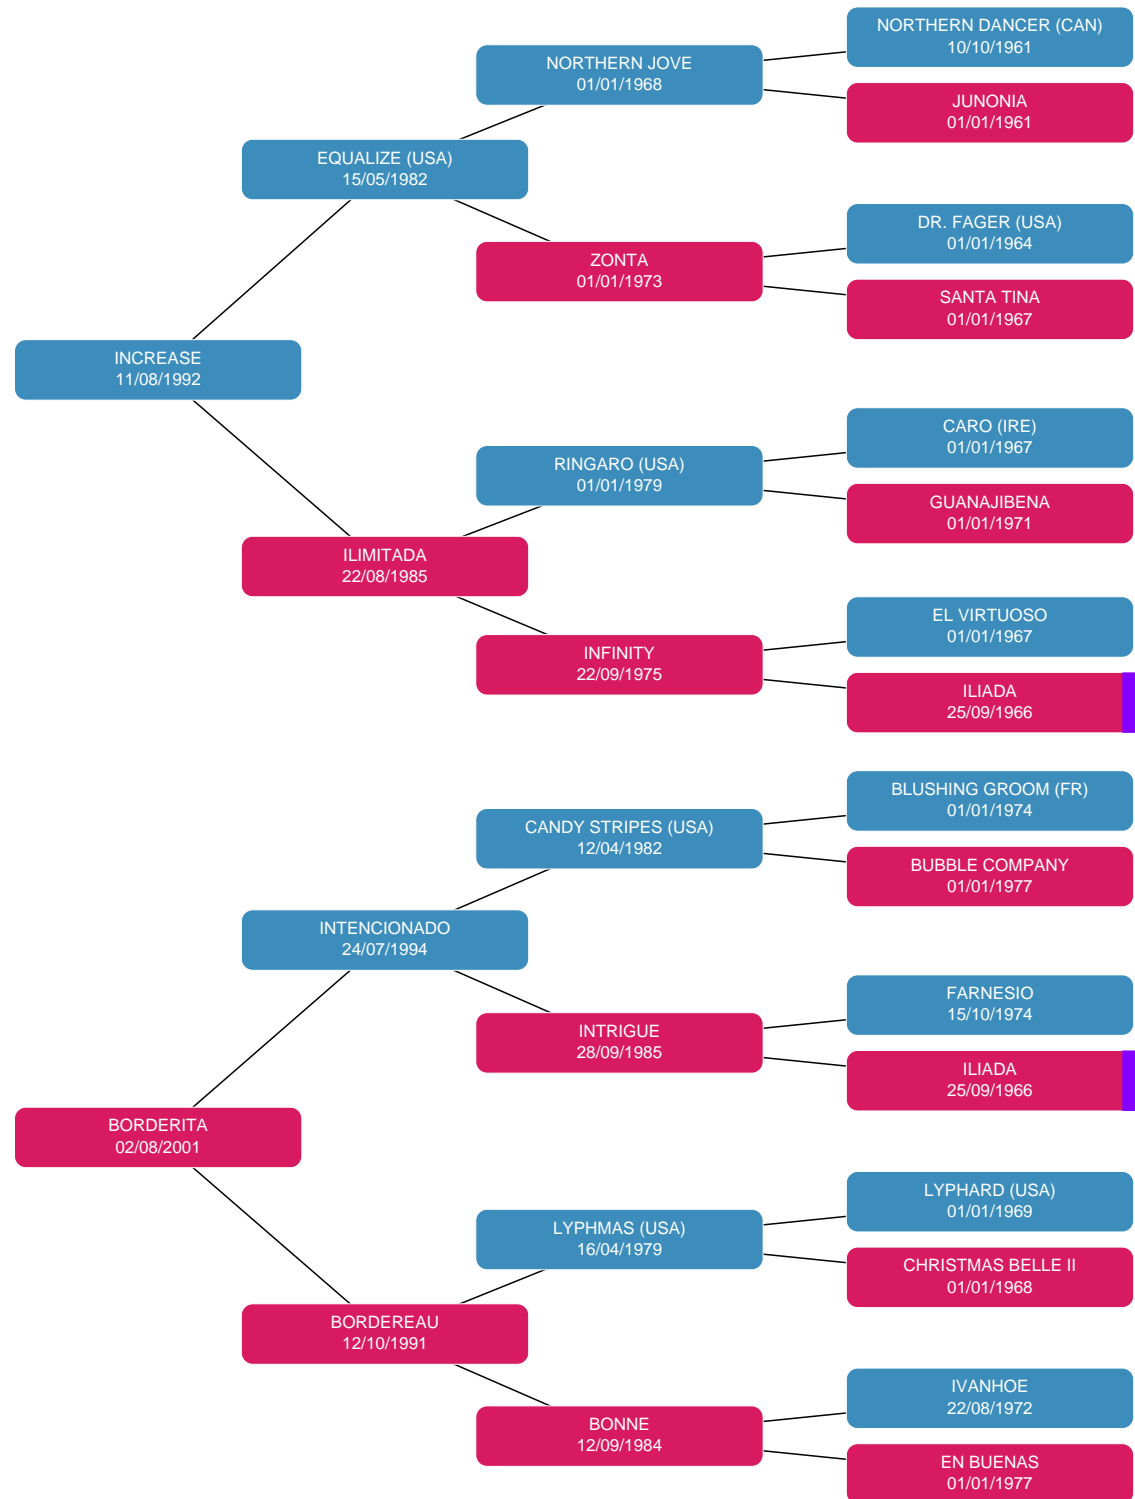 NORTHERN DANCER (CAN)
10/10/1961
NORTHERN JOVE
01/01/1968
JUNONIA
01/01/1961
EQUALIZE (USA)
15/05/1982
DR. FAGER (USA)
01/01/1964
ZONTA
01/01/1973
SANTA TINA
01/01/1967
INCREASE
11/08/1992
CARO (IRE)
01/01/1967
RINGARO (USA)
01/01/1979
GUANAJIBENA
01/01/1971
ILIMITADA
22/08/1985
EL VIRTUOSO
01/01/1967
INFINITY
22/09/1975
ILIADA
25/09/1966
BLUSHING GROOM (FR)
01/01/1974
CANDY STRIPES (USA)
12/04/1982
BUBBLE COMPANY
01/01/1977
INTENCIONADO
24/07/1994
FARNESIO
15/10/1974
INTRIGUE
28/09/1985
ILIADA
25/09/1966
BORDERITA
02/08/2001
LYPHARD (USA)
01/01/1969
LYPHMAS (USA)
16/04/1979
CHRISTMAS BELLE II
01/01/1968
BORDEREAU
12/10/1991
IVANHOE
22/08/1972
BONNE
12/09/1984
EN BUENAS
01/01/1977